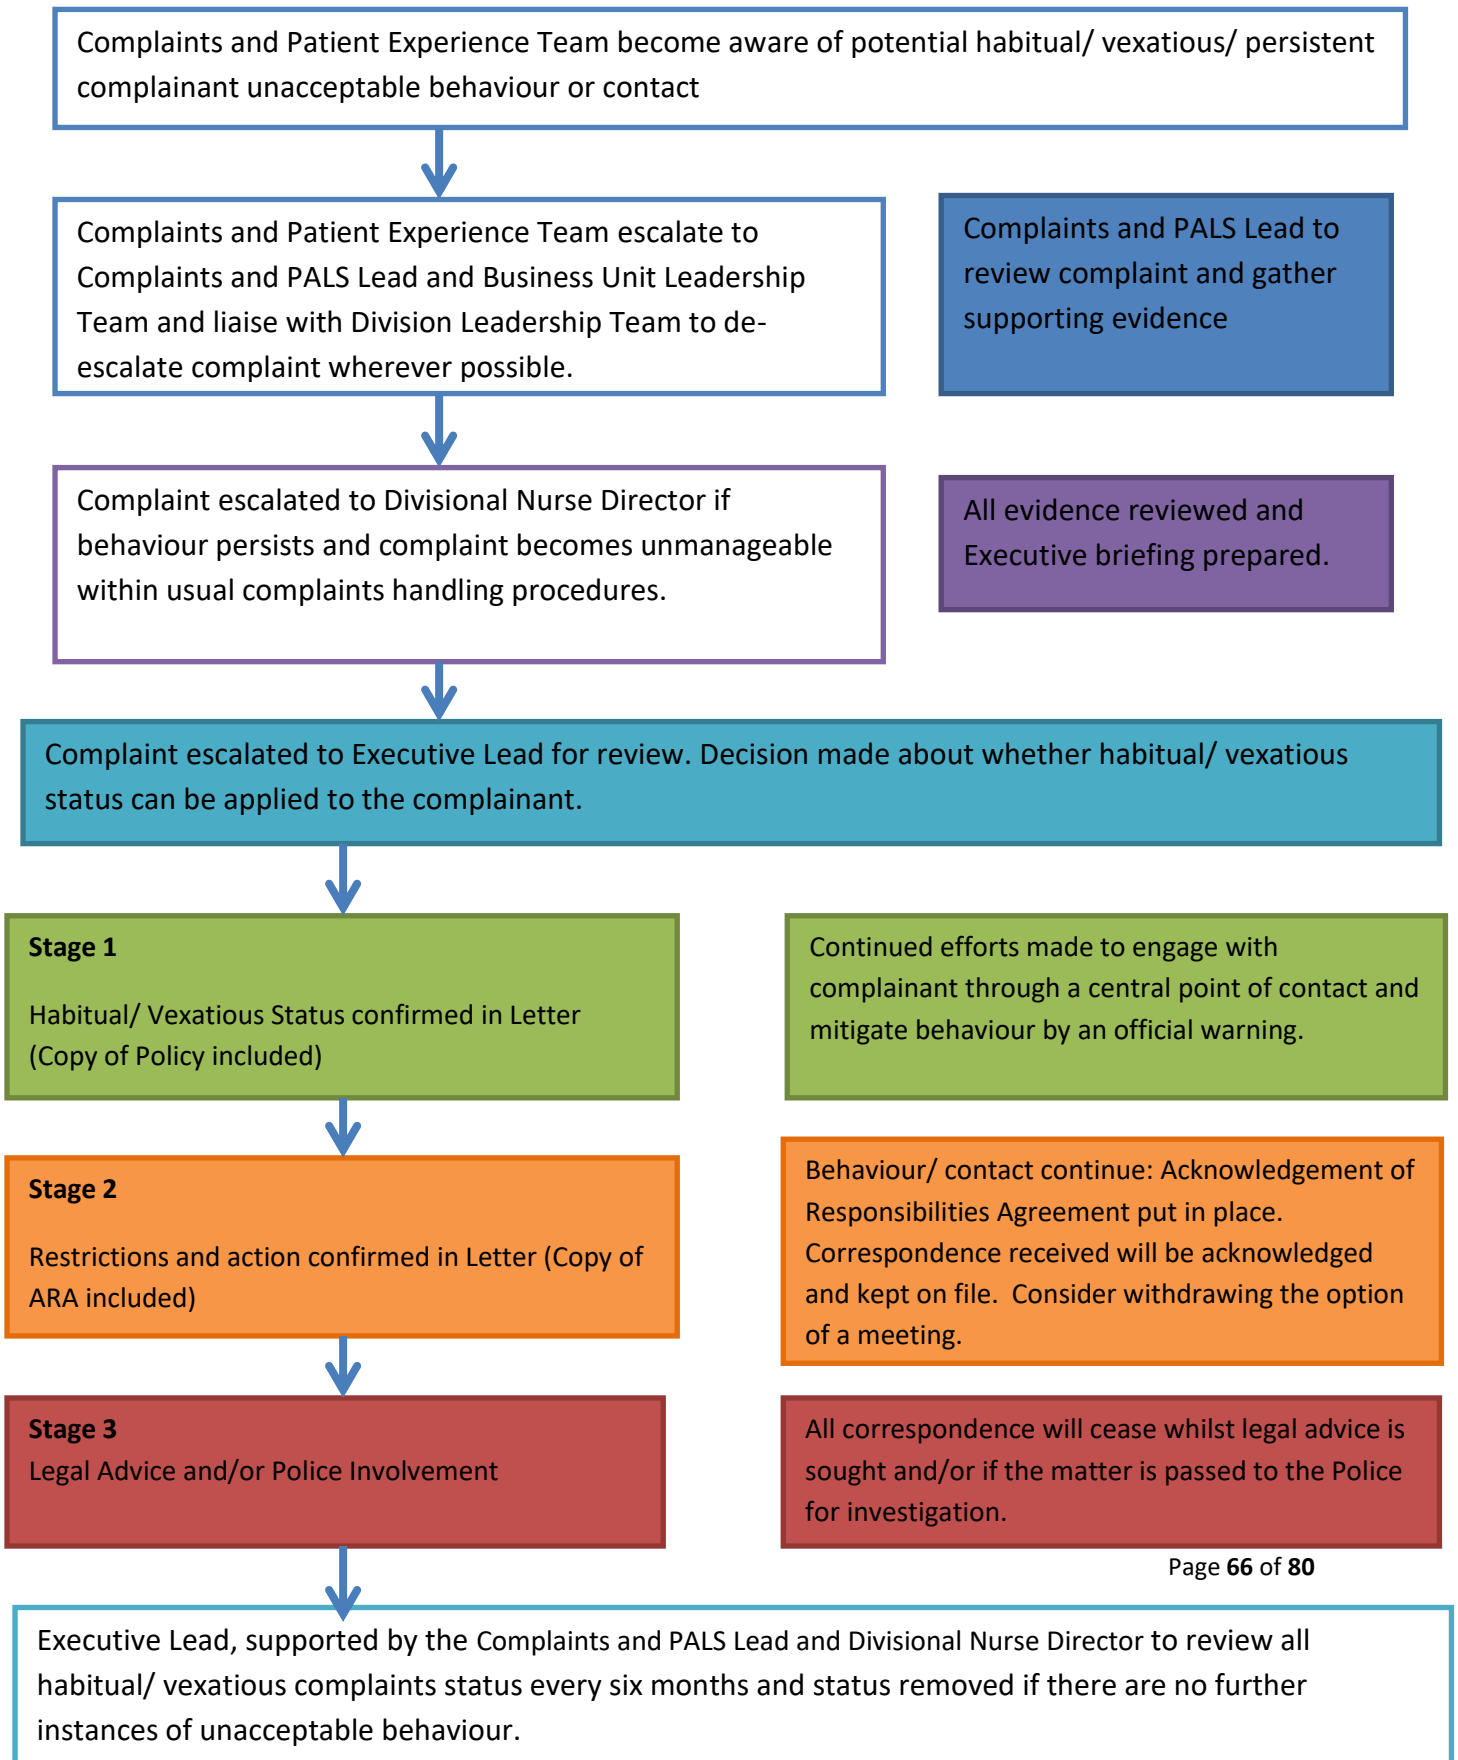 Complaints and Patient Experience Team become aware of potential habitual/ vexatious/ persistent
complainant unacceptable behaviour or contact
Complaints and Patient Experience Team escalate to
Complaints and PALS Lead and Business Unit Leadership
Team and liaise with Division Leadership Team to de-
escalate complaint wherever possible.
Complaints and PALS Lead to
review complaint and gather
supporting evidence
Complaint escalated to Divisional Nurse Director if
behaviour persists and complaint becomes unmanageable
within usual complaints handling procedures.
All evidence reviewed and
Executive briefing prepared.
Complaint escalated to Executive Lead for review. Decision made about whether habitual/ vexatious
status can be applied to the complainant.
Stage 1
Habitual/ Vexatious Status confirmed in Letter
(Copy of Policy included)
Continued efforts made to engage with
complainant through a central point of contact and
mitigate behaviour by an official warning.
Stage 2
Restrictions and action confirmed in Letter (Copy of
ARA included)
Behaviour/ contact continue: Acknowledgement of
Responsibilities Agreement put in place.
Correspondence received will be acknowledged
and kept on file.  Consider withdrawing the option
of a meeting.
Stage 3
Legal Advice and/or Police Involvement
All correspondence will cease whilst legal advice is
sought and/or if the matter is passed to the Police
for investigation.
Page 66 of 80
Executive Lead, supported by the Complaints and PALS Lead and Divisional Nurse Director to review all
habitual/ vexatious complaints status every six months and status removed if there are no further
instances of unacceptable behaviour.